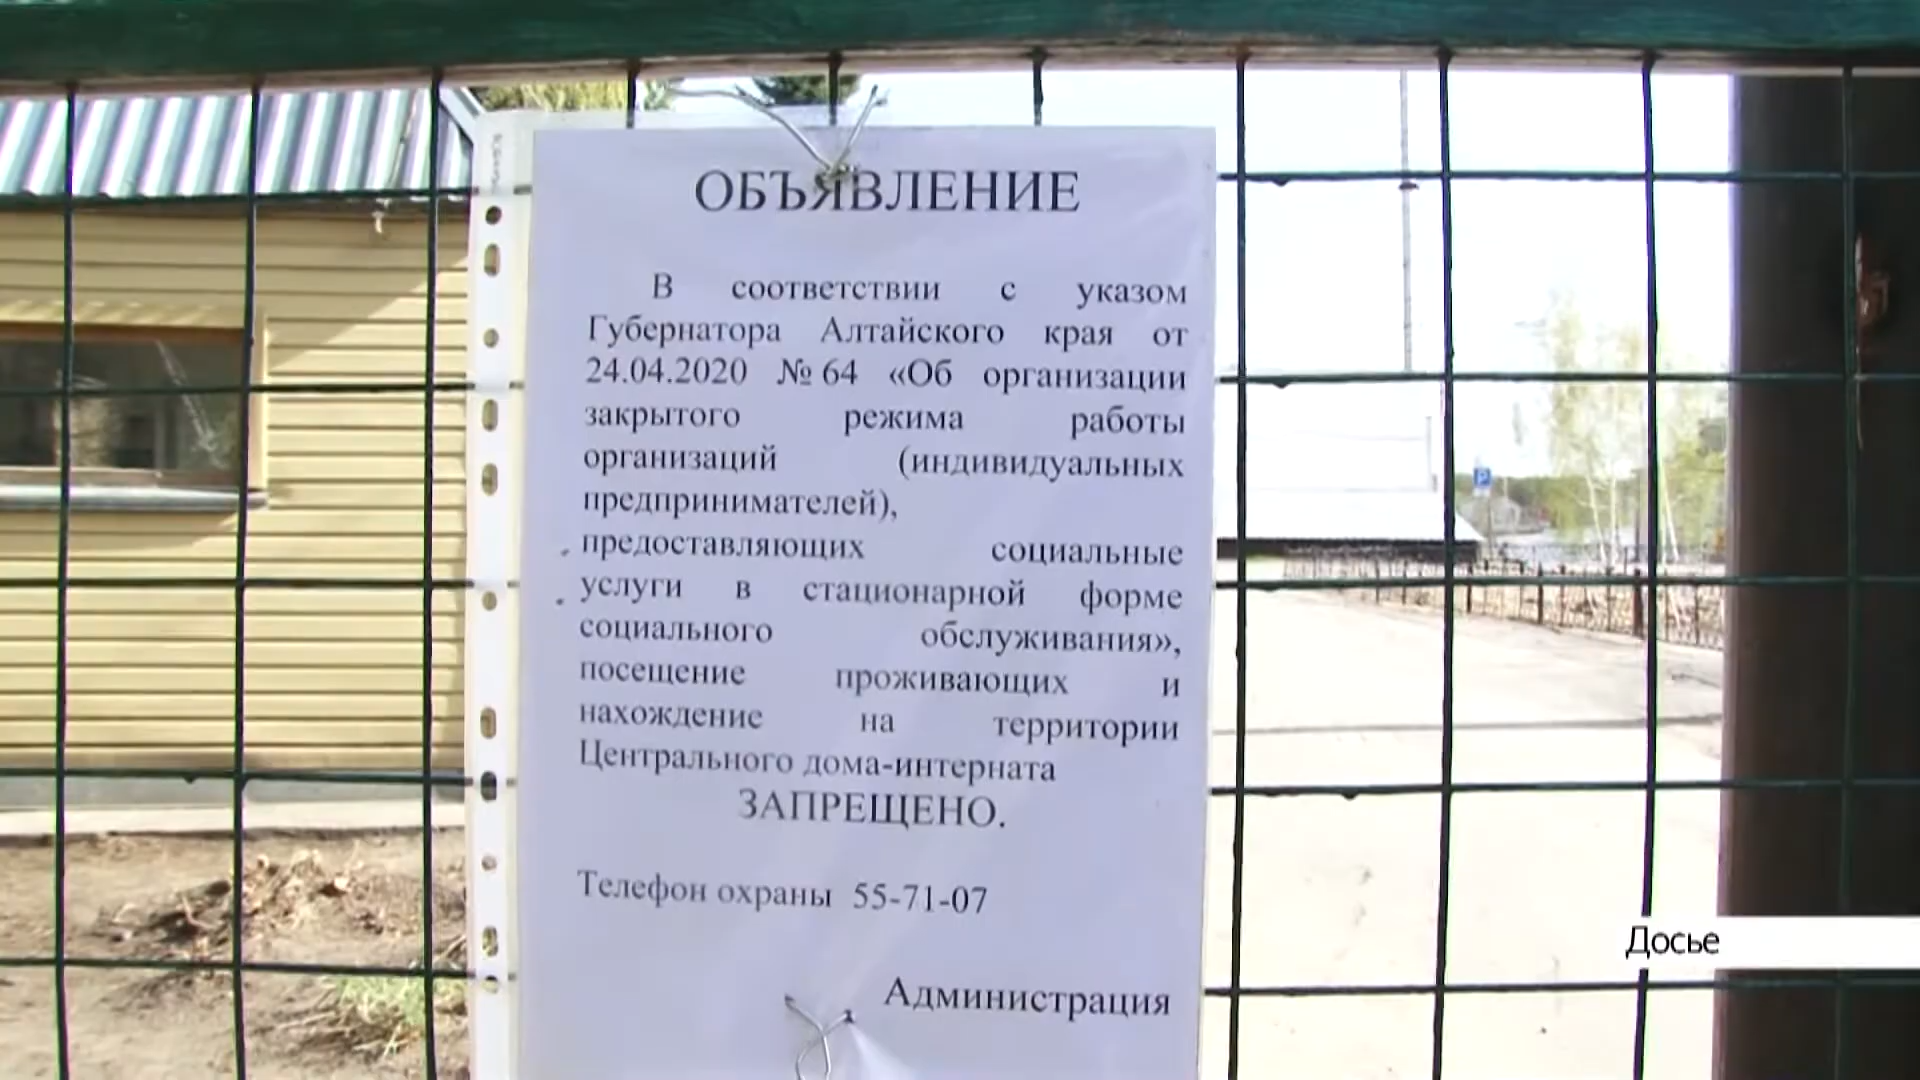 ОБЪЯВЛЕНИЕ
В соответствии с указом
Губернатора Алтайского края от
24.04.2020 №64 «Об организации
закрытого режима работы
организаций (индивидуальных
предпринимателей),
предоставляющих социальные
услуги в стационарной форме
социального обслуживания»,
посещение проживающих и
нахождение на территории
Центрального дома-интерната
ЗАПРЕЩЕНО.
Телефон охраны 55-71-07
Администрация
Досье
P